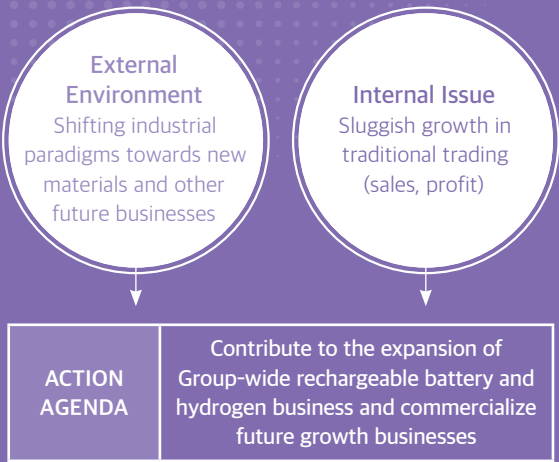 External
Environment
Shifting industrial
paradigms towards new
materials and other
future businesses
Internal Issue
Sluggish growth in
traditional trading
(sales, profit)
ACTION
AGENDA
Contribute to the expansion of
Group-wide rechargeable battery and
hydrogen business and commercialize
future growth businesses